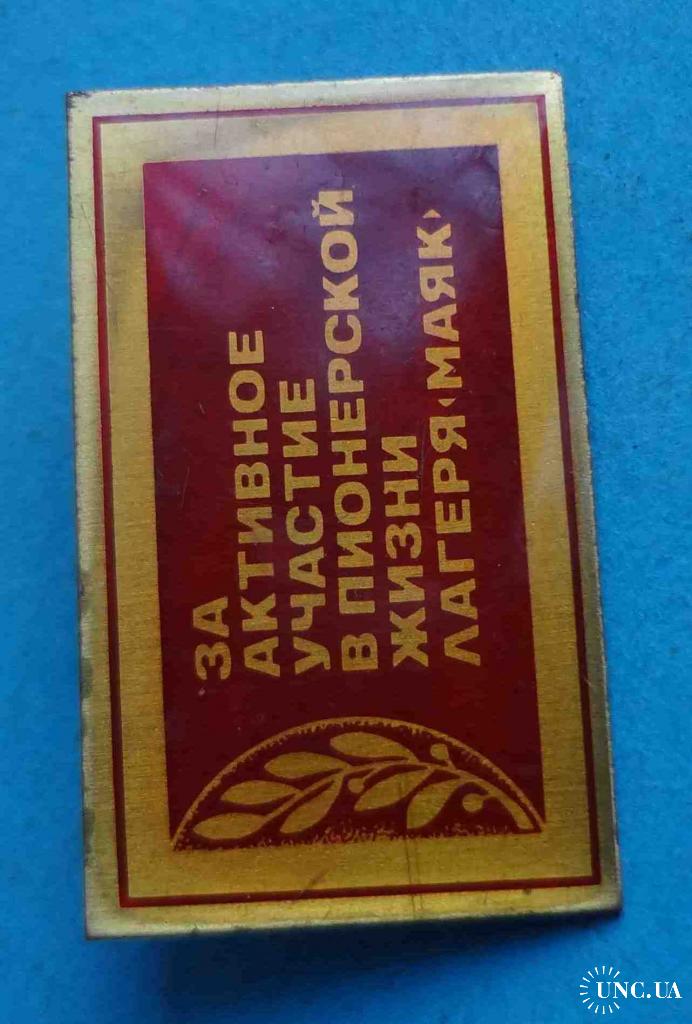 ЗА
АКТИВНОЕ
УЧАСТИЕ
В ПИОНЕРСКОЙ
ЖИЗНИ
ЛАГЕРЯ ‹МАЯК›
UNC.UA